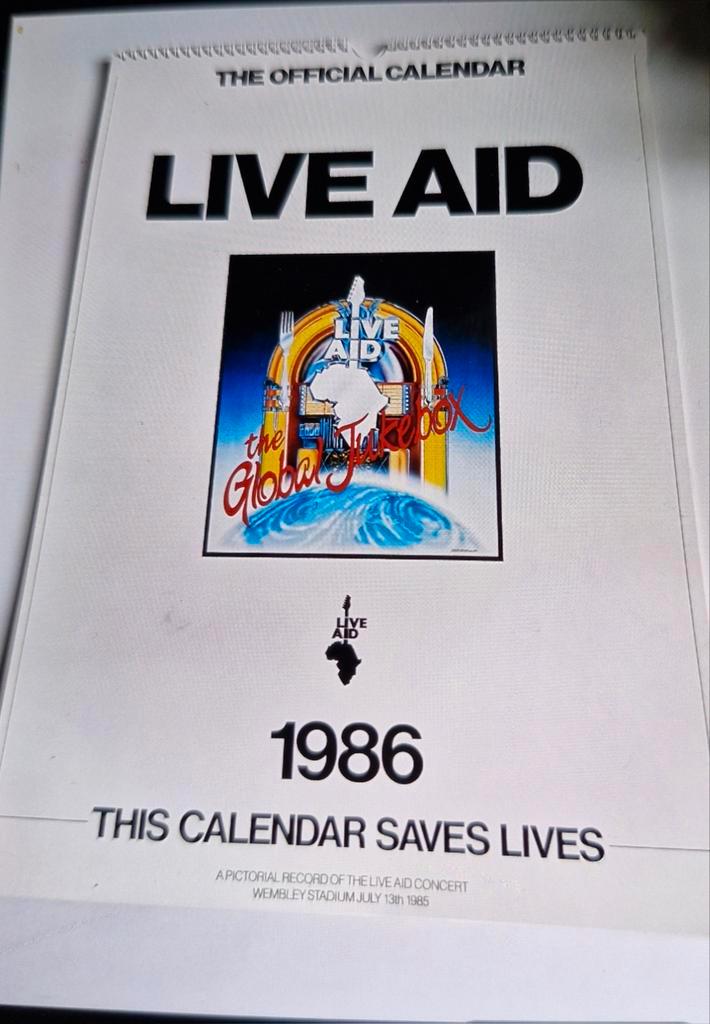 THE OFFICIAL CALENDAR
LIVE AID
LIVE
AID
the
Global Jukebox
LIVE
AID
1986
THIS CALENDAR SAVES LIVES
A PICTORIAL RECORD OF THE LIVE AID CONCERT
WEMBLEY STADIUM JULY 13th 1985